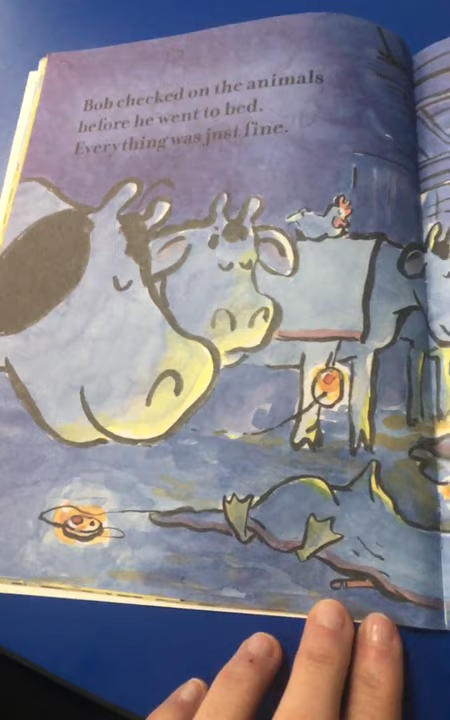 Bob checked on the animals
before he went to bed.
Everything was just fine.